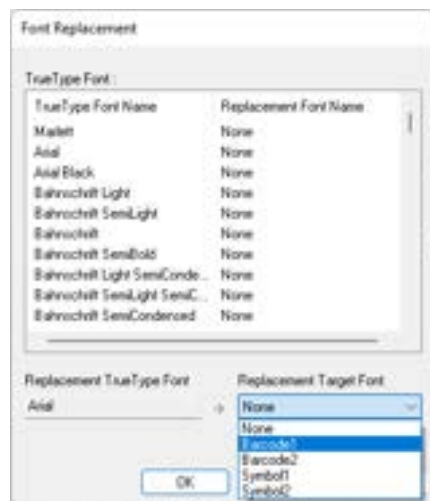 Font Replacement
TrueType Font :
TrueType Font Name Replacement Font Name
Marlett None
Arial None
Arial Black None
Bahnschrift Light None
Bahnschrift SemiLight None
Bahnschrift None
Bahnschrift SemiBold None
Bahnschrift Light SemiConde... None
Bahnschrift SemiLight SemiC... None
Bahnschrift SemiCondensed None
Replacement TrueType Font Replacement Target Font
Arial → None
None
Barcode1
Barcode2
Symbol1
Symbol2
OK